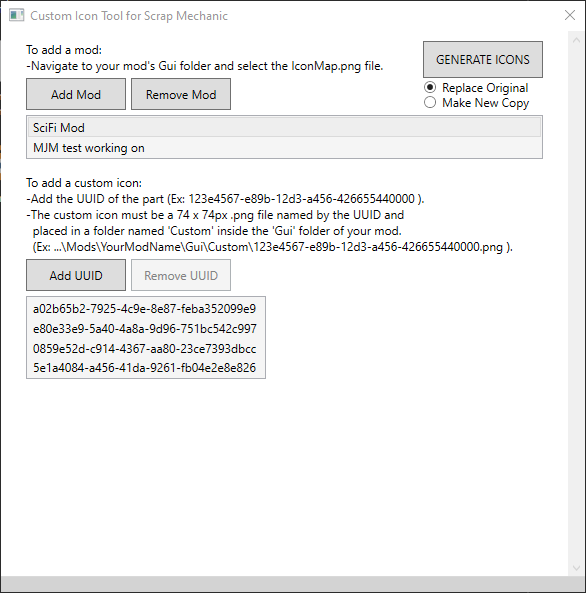 Custom Icon Tool for Scrap Mechanic
To add a mod:
-Navigate to your mod's Gui folder and select the IconMap.png file.
GENERATE ICONS
Add Mod
Remove Mod
Replace Original
Make New Copy
SciFi Mod
MJM test working on
To add a custom icon:
-Add the UUID of the part (Ex: 123e4567-e89b-12d3-a456-426655440000 ).
-The custom icon must be a 74 x 74px .png file named by the UUID and
placed in a folder named 'Custom' inside the 'Gui' folder of your mod.
(Ex: ...\Mods\YourModName\Gui\Custom\123e4567-e89b-12d3-a456-426655440000.png ).
Add UUID
Remove UUID
a02b65b2-7925-4c9e-8e87-feba352099e9
e80e33e9-5a40-4a8a-9d96-751bc542c997
0859e52d-c914-4367-aa80-23ce7393dbcc
5e1a4084-a456-41da-9261-fb04e2e8e826